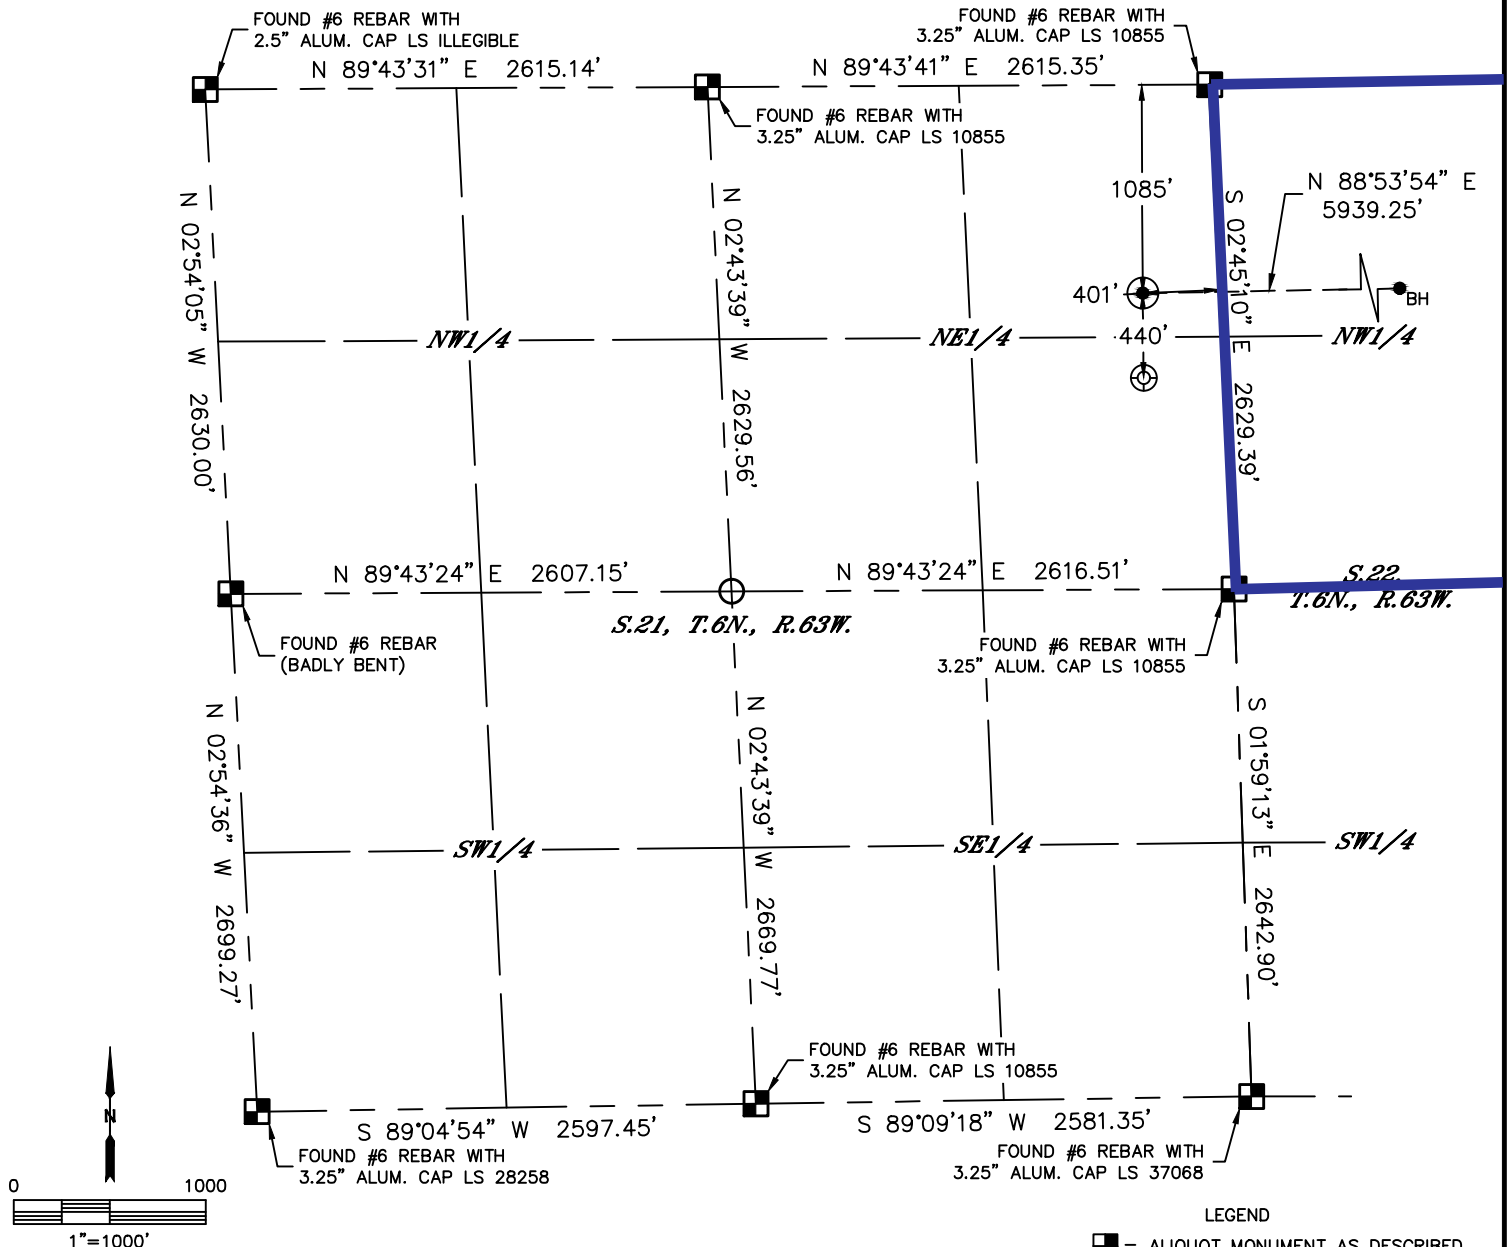 FOUND #6 REBAR WITH
2.5” ALUM. CAP LS ILLEGIBLE
FOUND #6 REBAR WITH
3.25” ALUM. CAP LS 10855
N 89°43'31” E 2615.14'
N 89°43'41” E 2615.35'
FOUND #6 REBAR WITH
3.25” ALUM. CAP LS 10855
N 02°54'05” W 2630.00'
N 02°43'39” W 2629.56'
1085'
S 02°45'10” E 2629.39'
N 88°53'54” E
5939.25'
401'
BH
440'
NW1/4
NE1/4
NW1/4
N 89°43'24” E 2607.15'
N 89°43'24” E 2616.51'
S.22,
T.6N., R.63W.
S.21, T.6N., R.63W.
FOUND #6 REBAR
(BADLY BENT)
FOUND #6 REBAR WITH
3.25” ALUM. CAP LS 10855
N 02°54'36” W 2699.27'
N 02°43'39” W 2669.77'
S 01°59'13” E 2642.90'
SW1/4
SE1/4
SW1/4
FOUND #6 REBAR WITH
3.25” ALUM. CAP LS 10855
N
S 89°04'54” W 2597.45'
S 89°09'18” W 2581.35'
FOUND #6 REBAR WITH
3.25” ALUM. CAP LS 28258
FOUND #6 REBAR WITH
3.25” ALUM. CAP LS 37068
0 1000
1”=1000'
LEGEND
= ALIQUOT MONUMENT AS DESCRIBED